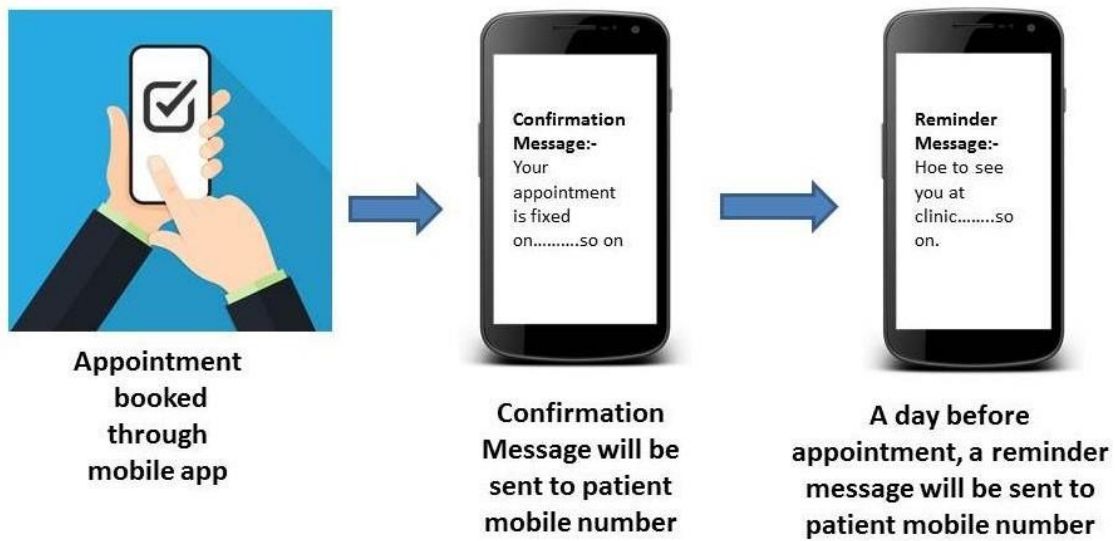 Confirmation
Message:-
Your
appointment
is fixed
on..........so on
Reminder
Message:-
Hoe to see
you at
clinic........so
on.
Appointment
booked
through
mobile app
Confirmation
Message will be
sent to patient
mobile number
A day before
appointment, a reminder
message will be sent to
patient mobile number